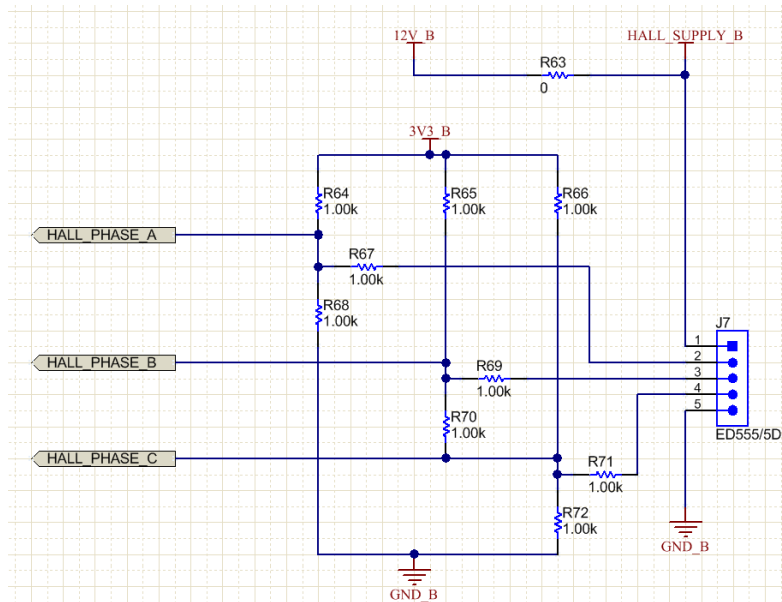 12V_B
HALL_SUPPLY_B
R63
0
3V3_B
R64
1.00k
R65
1.00k
R66
1.00k
HALL_PHASE_A
R67
1.00k
R68
1.00k
J7
1
2
3
4
5
ED555/5D
HALL_PHASE_B
R69
1.00k
R70
1.00k
HALL_PHASE_C
R71
1.00k
R72
1.00k
GND_B
GND_B